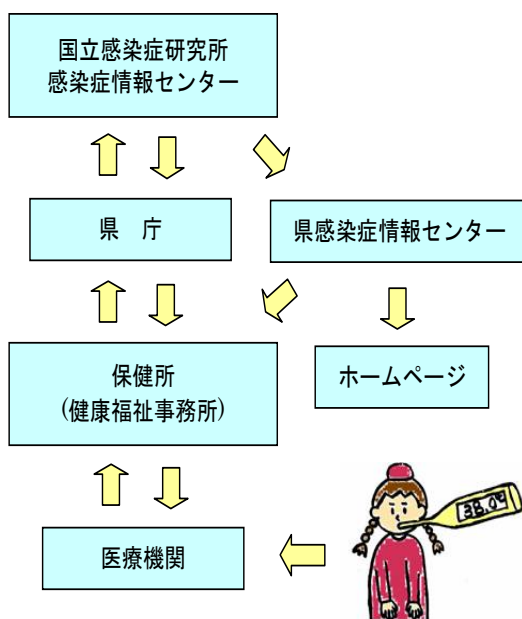 国立感染症研究所
感染症情報センター
県　庁
県感染症情報センター
保健所
(健康福祉事務所)
ホームページ
38.0℃
医療機関